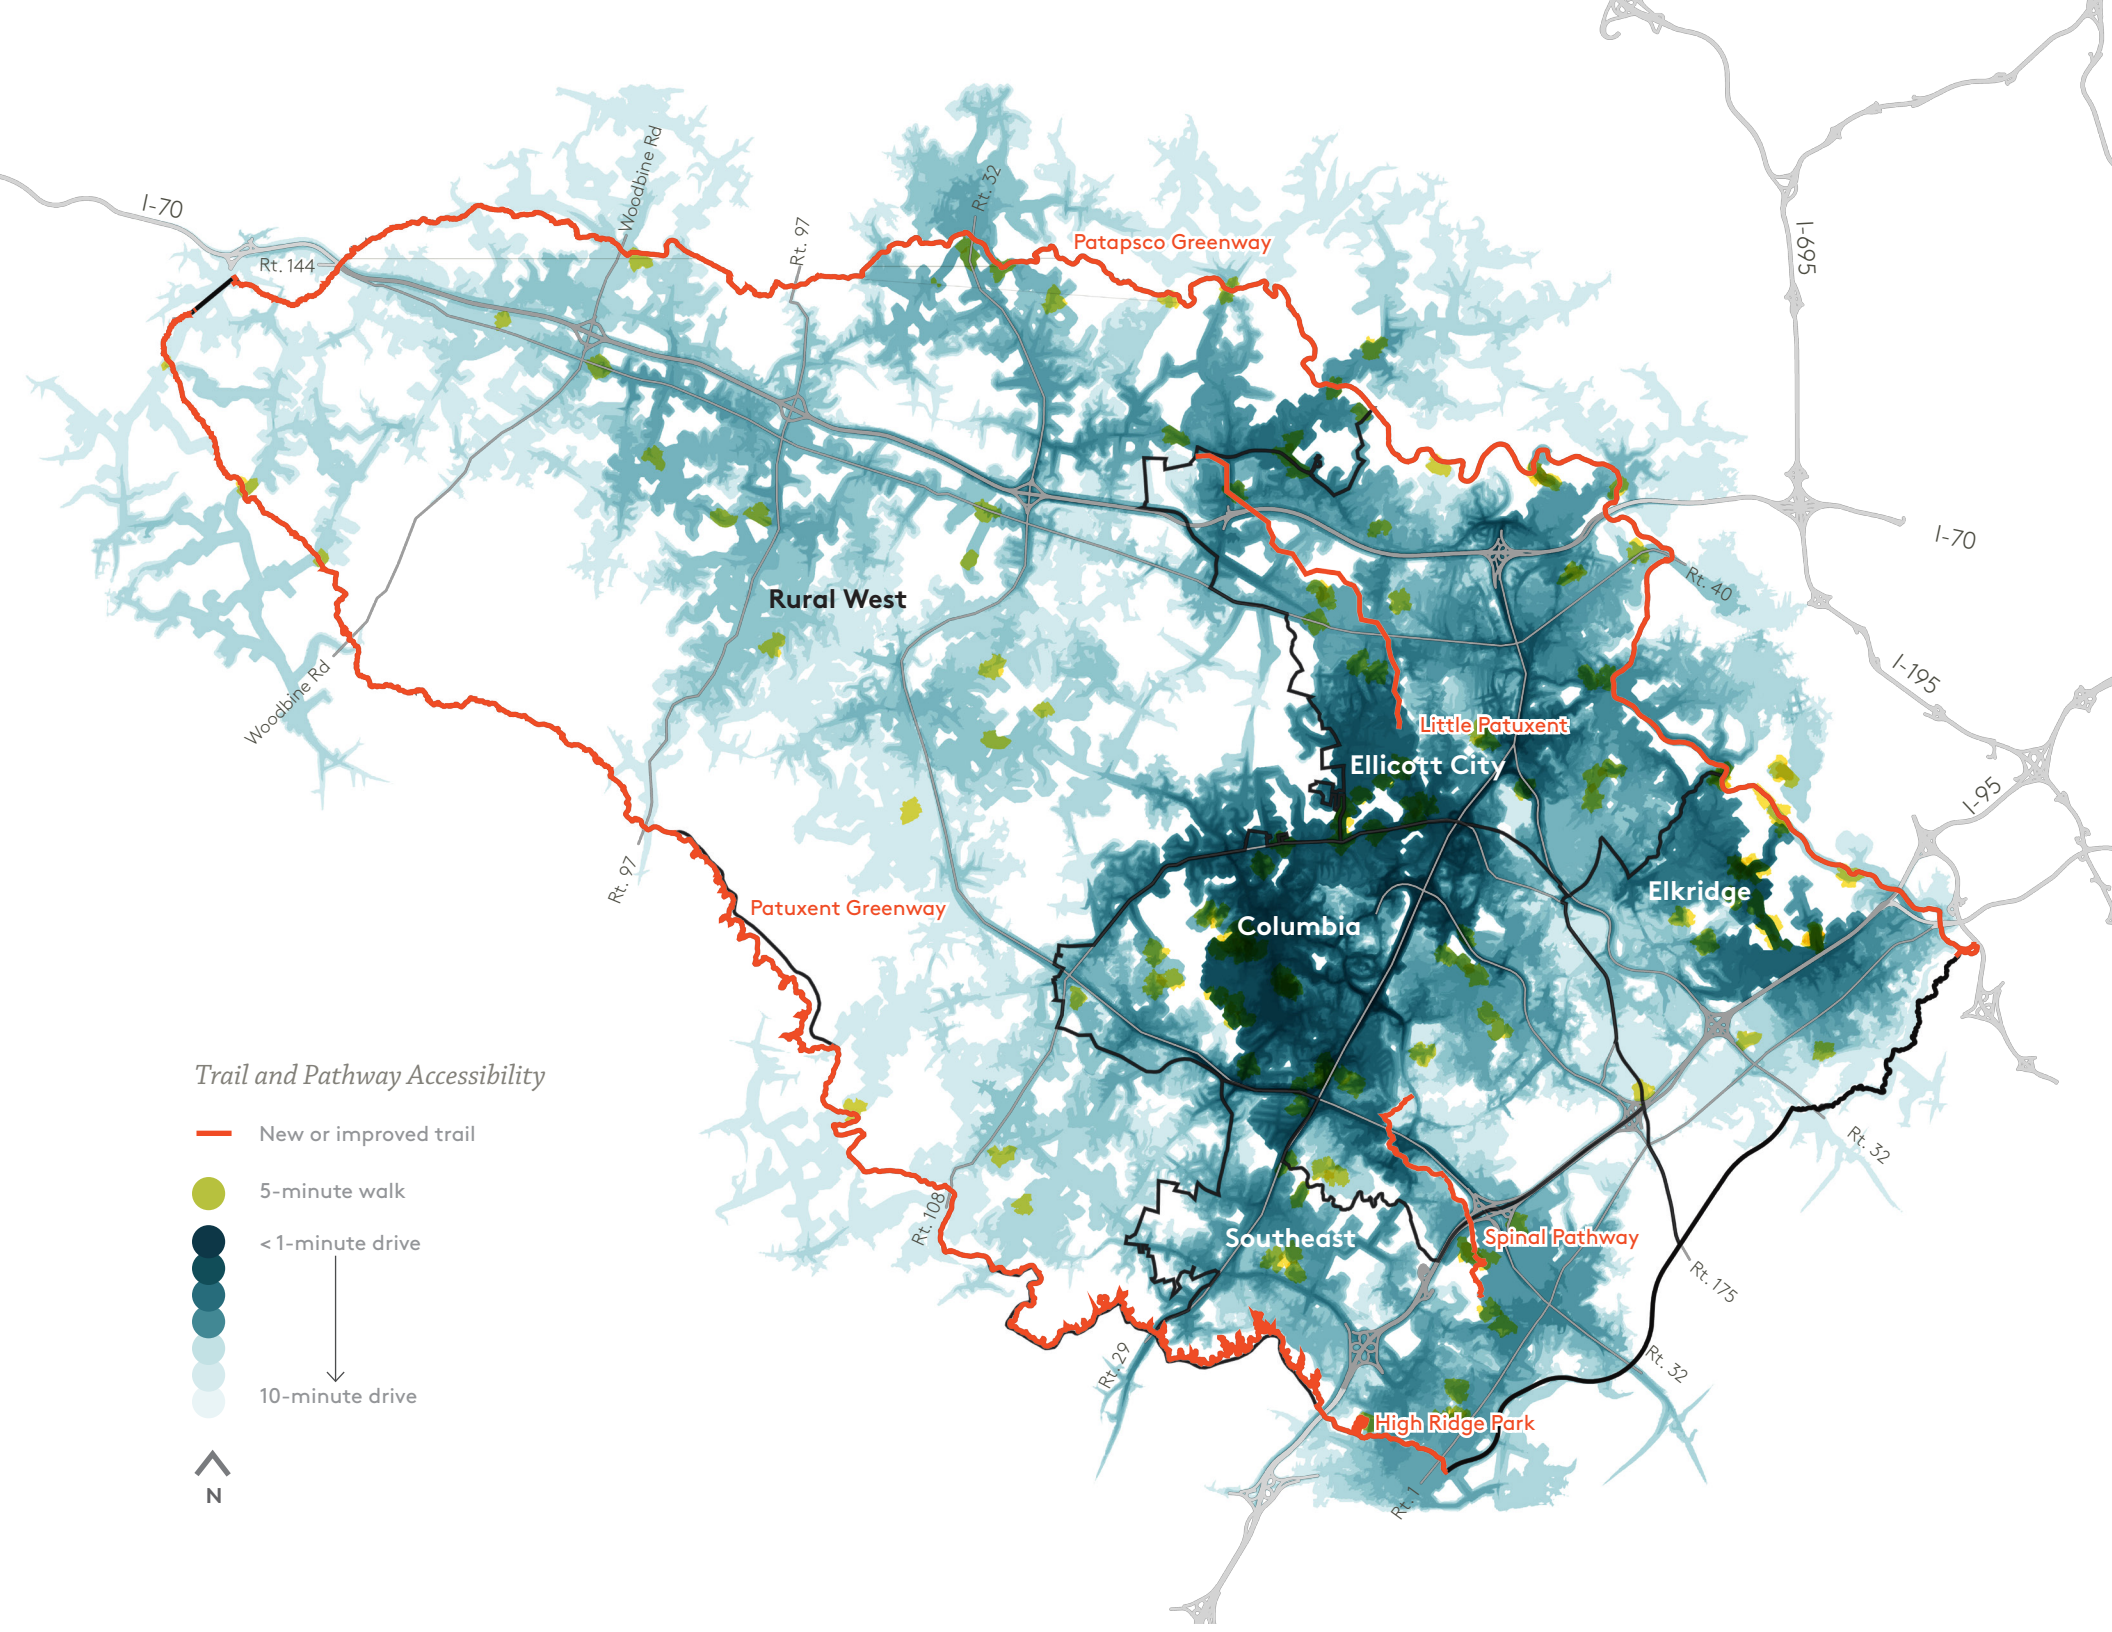 Woodbine Rd
I-70
Rt. 32
Rt. 97
Patapsco Greenway
I-695
Rt. 144
I-70
Rt. 40
Rural West
Woodbine Rd
I-195
Little Patuxent
Ellicott City
I-95
Rt. 97
Elkridge
Patuxent Greenway
Columbia
Trail and Pathway Accessibility
New or improved trail
5-minute walk
< 1-minute drive
10-minute drive
N
Rt. 32
Rt. 108
Southeast
Spinal Pathway
Rt. 175
Rt. 29
Rt. 32
High Ridge Park
Rt. 1